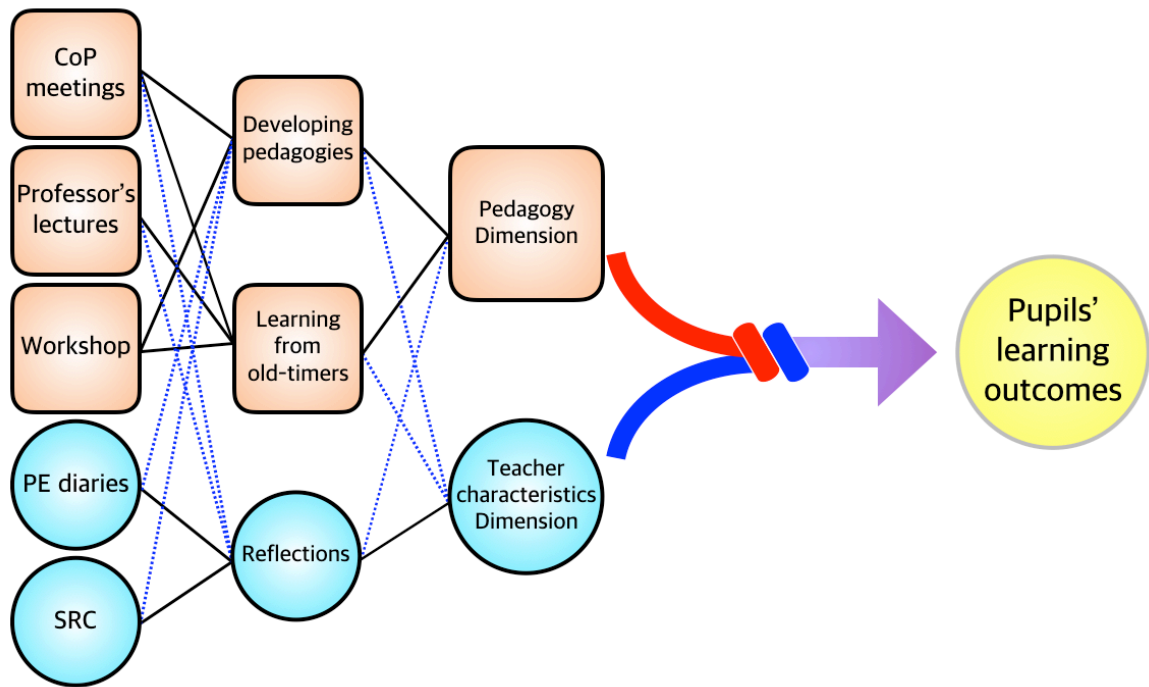 CoP
meetings
Professor's
lectures
Workshop
PE diaries
SRC
Developing
pedagogies
Learning
from
old-timers
Reflections
Pedagogy
Dimension
Teacher
characteristics
Dimension
Pupils'
learning
outcomes